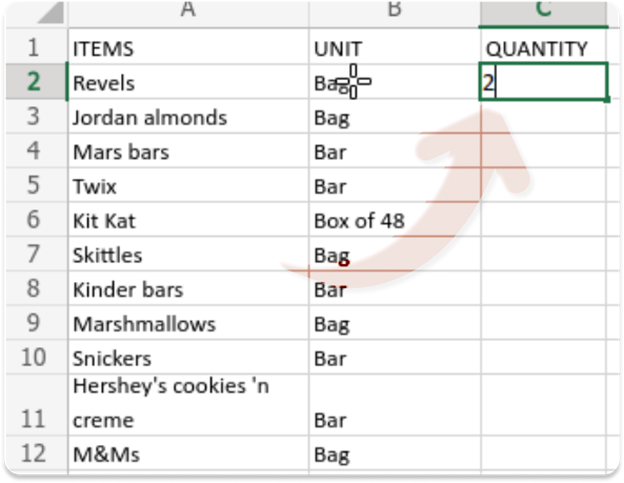 A B C
1 ITEMS UNIT QUANTITY
2 Revels Bag 2
3 Jordan almonds Bag
4 Mars bars Bar
5 Twix Bar
6 Kit Kat Box of 48
7 Skittles Bag
8 Kinder bars Bar
9 Marshmallows Bag
10 Snickers Bar
Hershey's cookies 'n
11 creme Bar
12 M&Ms Bag